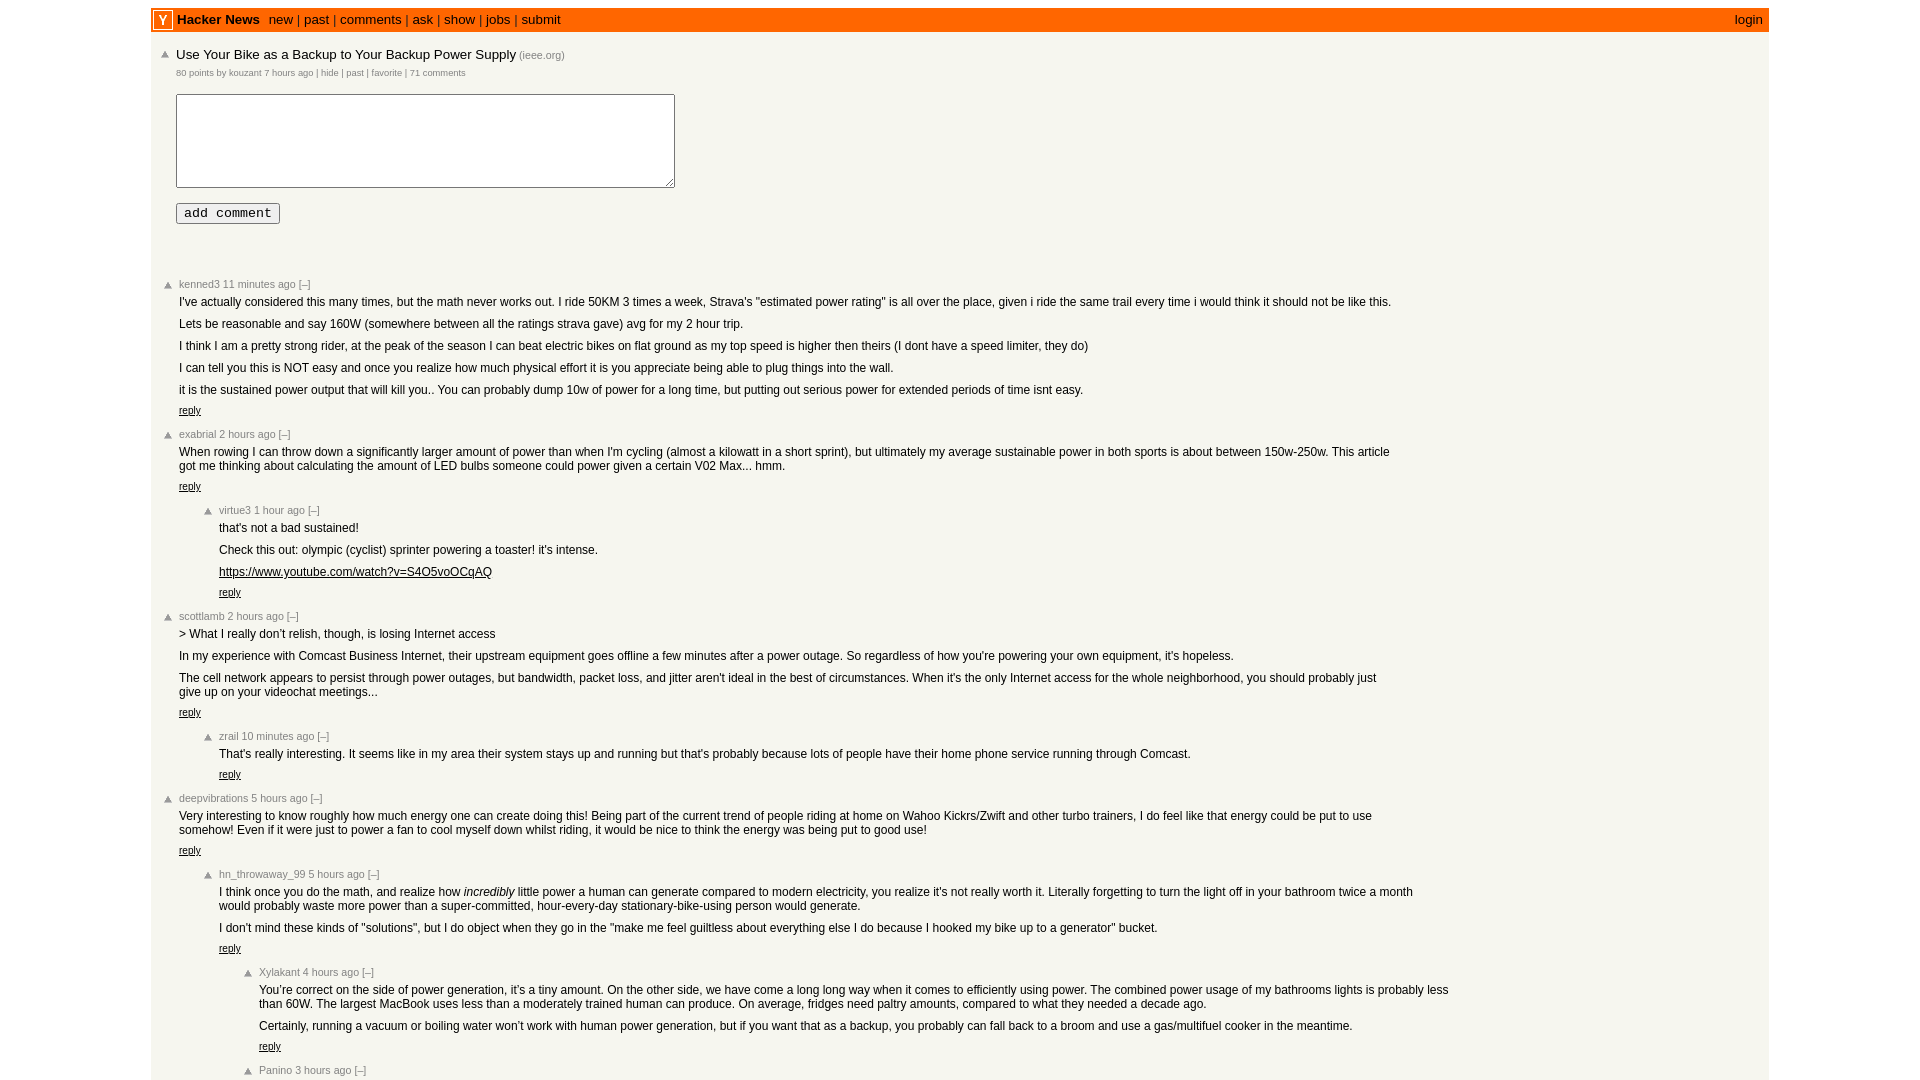 Y Hacker News new | past | comments | ask | show | jobs | submit login
Use Your Bike as a Backup to Your Backup Power Supply (ieee.org)
80 points by kouzant 7 hours ago | hide | past | favorite | 71 comments
add comment
kenned3 11 minutes ago [–]
I've actually considered this many times, but the math never works out. I ride 50KM 3 times a week, Strava's "estimated power rating" is all over the place, given i ride the same trail every time i would think it should not be like this.
Lets be reasonable and say 160W (somewhere between all the ratings strava gave) avg for my 2 hour trip.
I think I am a pretty strong rider, at the peak of the season I can beat electric bikes on flat ground as my top speed is higher then theirs (I dont have a speed limiter, they do)
I can tell you this is NOT easy and once you realize how much physical effort it is you appreciate being able to plug things into the wall.
it is the sustained power output that will kill you.. You can probably dump 10w of power for a long time, but putting out serious power for extended periods of time isnt easy.
reply
exabrial 2 hours ago [–]
When rowing I can throw down a significantly larger amount of power than when I'm cycling (almost a kilowatt in a short sprint), but ultimately my average sustainable power in both sports is about between 150w-250w. This article
got me thinking about calculating the amount of LED bulbs someone could power given a certain V02 Max... hmm.
reply
virtue3 1 hour ago [–]
that's not a bad sustained!
Check this out: olympic (cyclist) sprinter powering a toaster! it's intense.
https://www.youtube.com/watch?v=S4O5voOCqAQ
reply
scottlamb 2 hours ago [–]
> What I really don’t relish, though, is losing Internet access
In my experience with Comcast Business Internet, their upstream equipment goes offline a few minutes after a power outage. So regardless of how you're powering your own equipment, it's hopeless.
The cell network appears to persist through power outages, but bandwidth, packet loss, and jitter aren't ideal in the best of circumstances. When it's the only Internet access for the whole neighborhood, you should probably just
give up on your videochat meetings...
reply
zrail 10 minutes ago [–]
That's really interesting. It seems like in my area their system stays up and running but that's probably because lots of people have their home phone service running through Comcast.
reply
deepvibrations 5 hours ago [–]
Very interesting to know roughly how much energy one can create doing this! Being part of the current trend of people riding at home on Wahoo Kickrs/Zwift and other turbo trainers, I do feel like that energy could be put to use
somehow! Even if it were just to power a fan to cool myself down whilst riding, it would be nice to think the energy was being put to good use!
reply
hn_throwaway_99 5 hours ago [–]
I think once you do the math, and realize how incredibly little power a human can generate compared to modern electricity, you realize it's not really worth it. Literally forgetting to turn the light off in your bathroom twice a month
would probably waste more power than a super-committed, hour-every-day stationary-bike-using person would generate.
I don't mind these kinds of "solutions", but I do object when they go in the "make me feel guiltless about everything else I do because I hooked my bike up to a generator" bucket.
reply
Xylakant 4 hours ago [–]
You’re correct on the side of power generation, it’s a tiny amount. On the other side, we have come a long long way when it comes to efficiently using power. The combined power usage of my bathrooms lights is probably less
than 60W. The largest MacBook uses less than a moderately trained human can produce. On average, fridges need paltry amounts, compared to what they needed a decade ago.
Certainly, running a vacuum or boiling water won’t work with human power generation, but if you want that as a backup, you probably can fall back to a broom and use a gas/multifuel cooker in the meantime.
reply
Panino 3 hours ago [–]